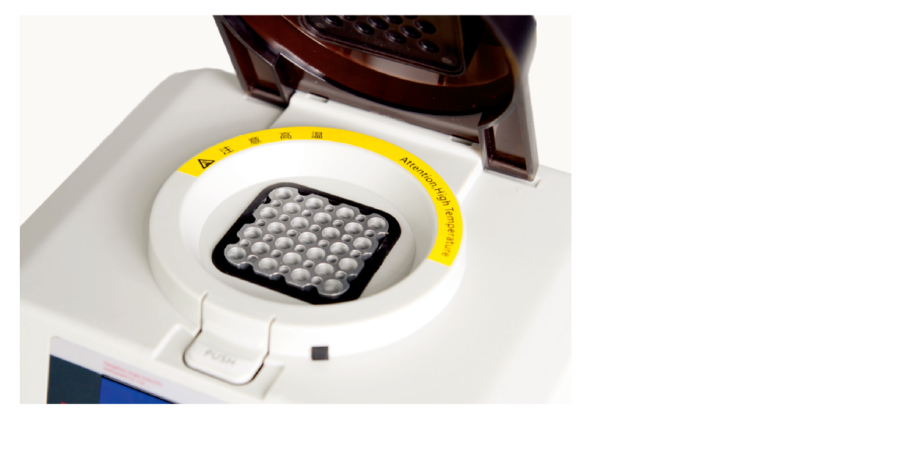 注意高温
Attention,High Temperature
PUSH